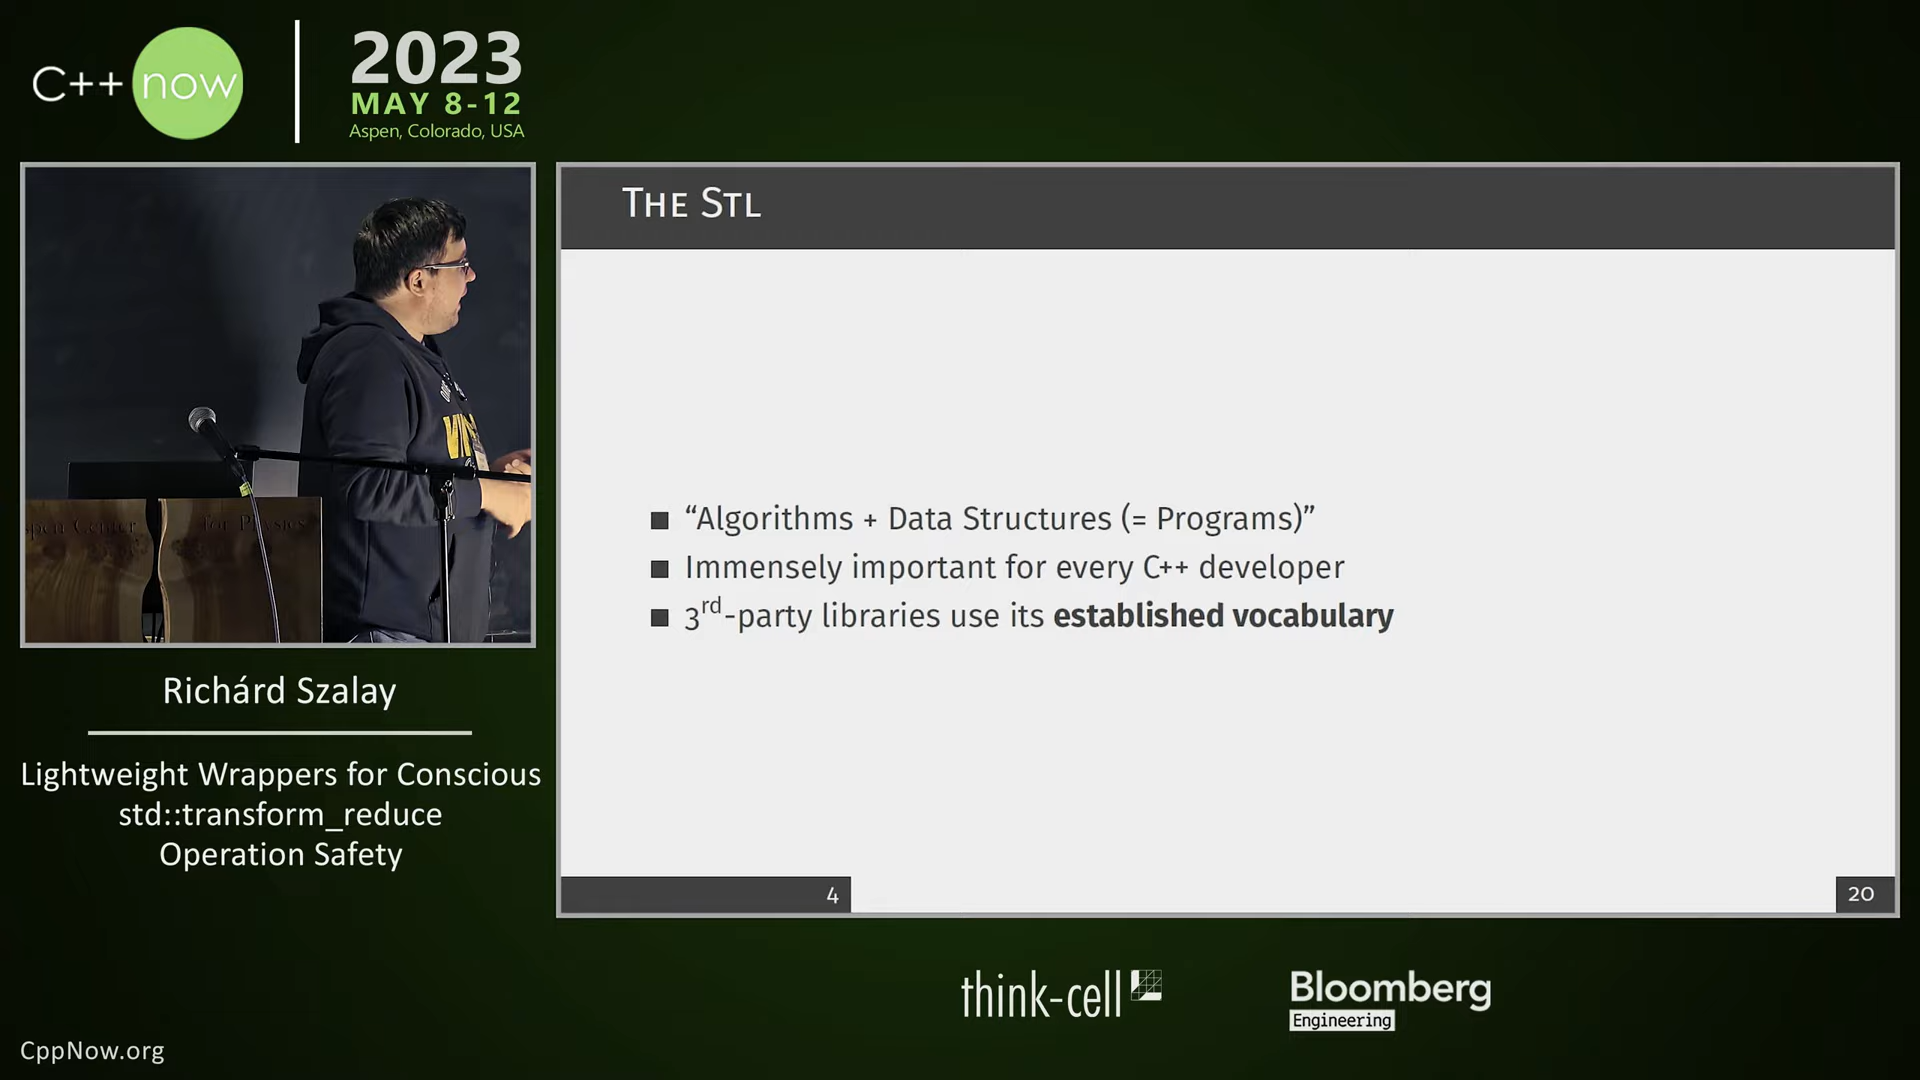 C++ now
2023
MAY 8-12
Aspen, Colorado, USA
THE STL
“Algorithms + Data Structures (= Programs)”
Immensely important for every C++ developer
3rd-party libraries use its established vocabulary
4
20
for Physics
Richárd Szalay
Lightweight Wrappers for Conscious
std::transform_reduce
Operation Safety
think-cell
Bloomberg
Engineering
CppNow.org